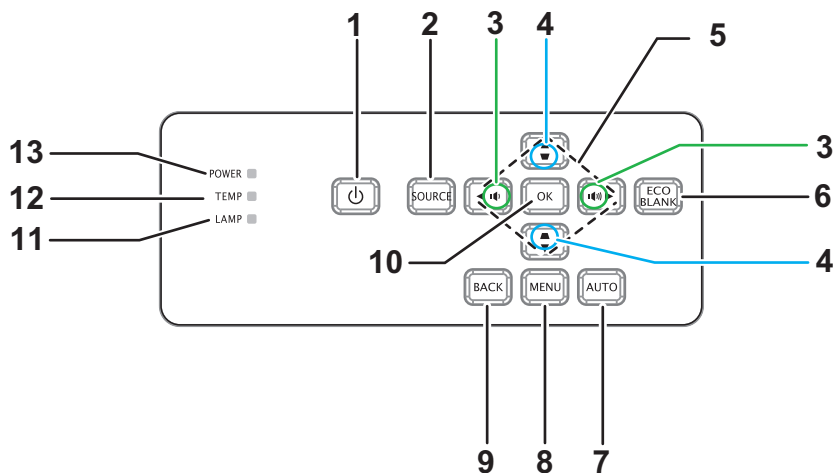 1 2 3 4 5
13 POWER
3
12 TEMP SOURCE OK ECO BLANK 6
11 LAMP
10 4
BACK MENU AUTO
9 8 7